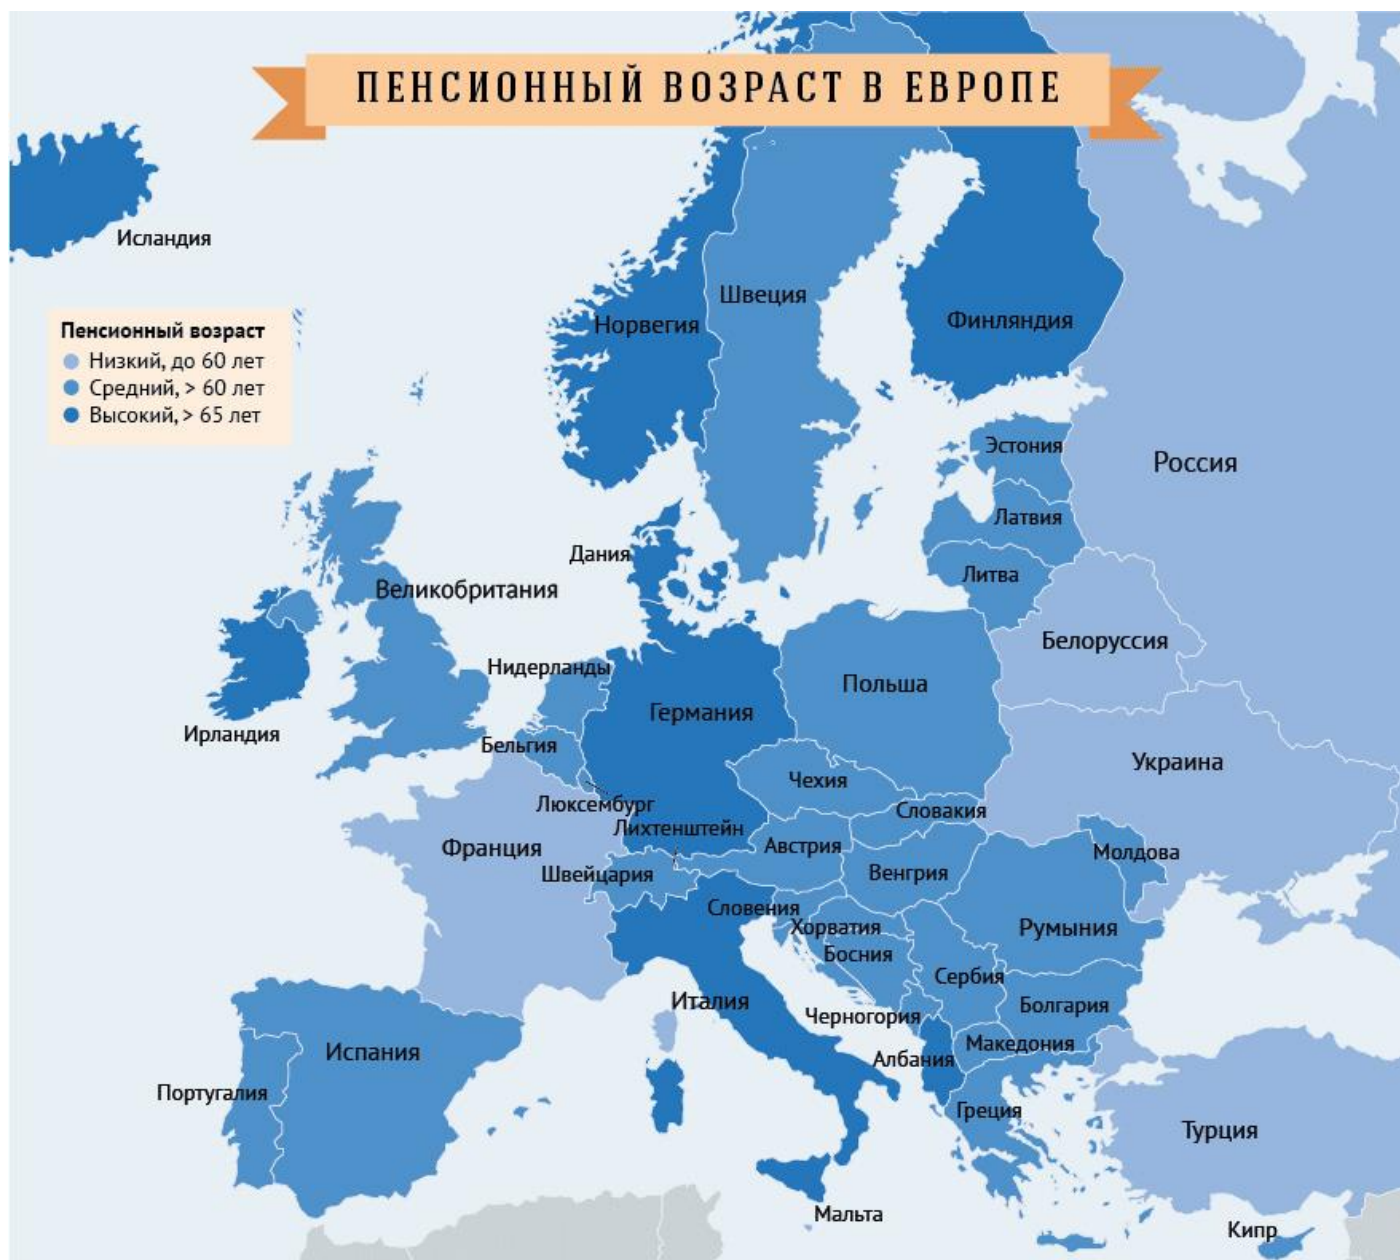 ПЕНСИОННЫЙ ВОЗРАСТ В ЕВРОПЕ
Исландия
Пенсионный возраст
Низкий, до 60 лет
Средний, > 60 лет
Высокий, > 65 лет
Швеция
Норвегия
Финляндия
Эстония
Россия
Латвия
Дания
Литва
Великобритания
Белоруссия
Нидерланды
Польша
Германия
Ирландия
Бельгия
Украина
Чехия
Люксембург
Словакия
Лихтенштейн
Франция
Австрия
Молдова
Швейцария
Венгрия
Словения
Хорватия
Румыния
Босния
Сербия
Италия
Болгария
Черногория
Македония
Испания
Албания
Португалия
Греция
Турция
Мальта
Кипр